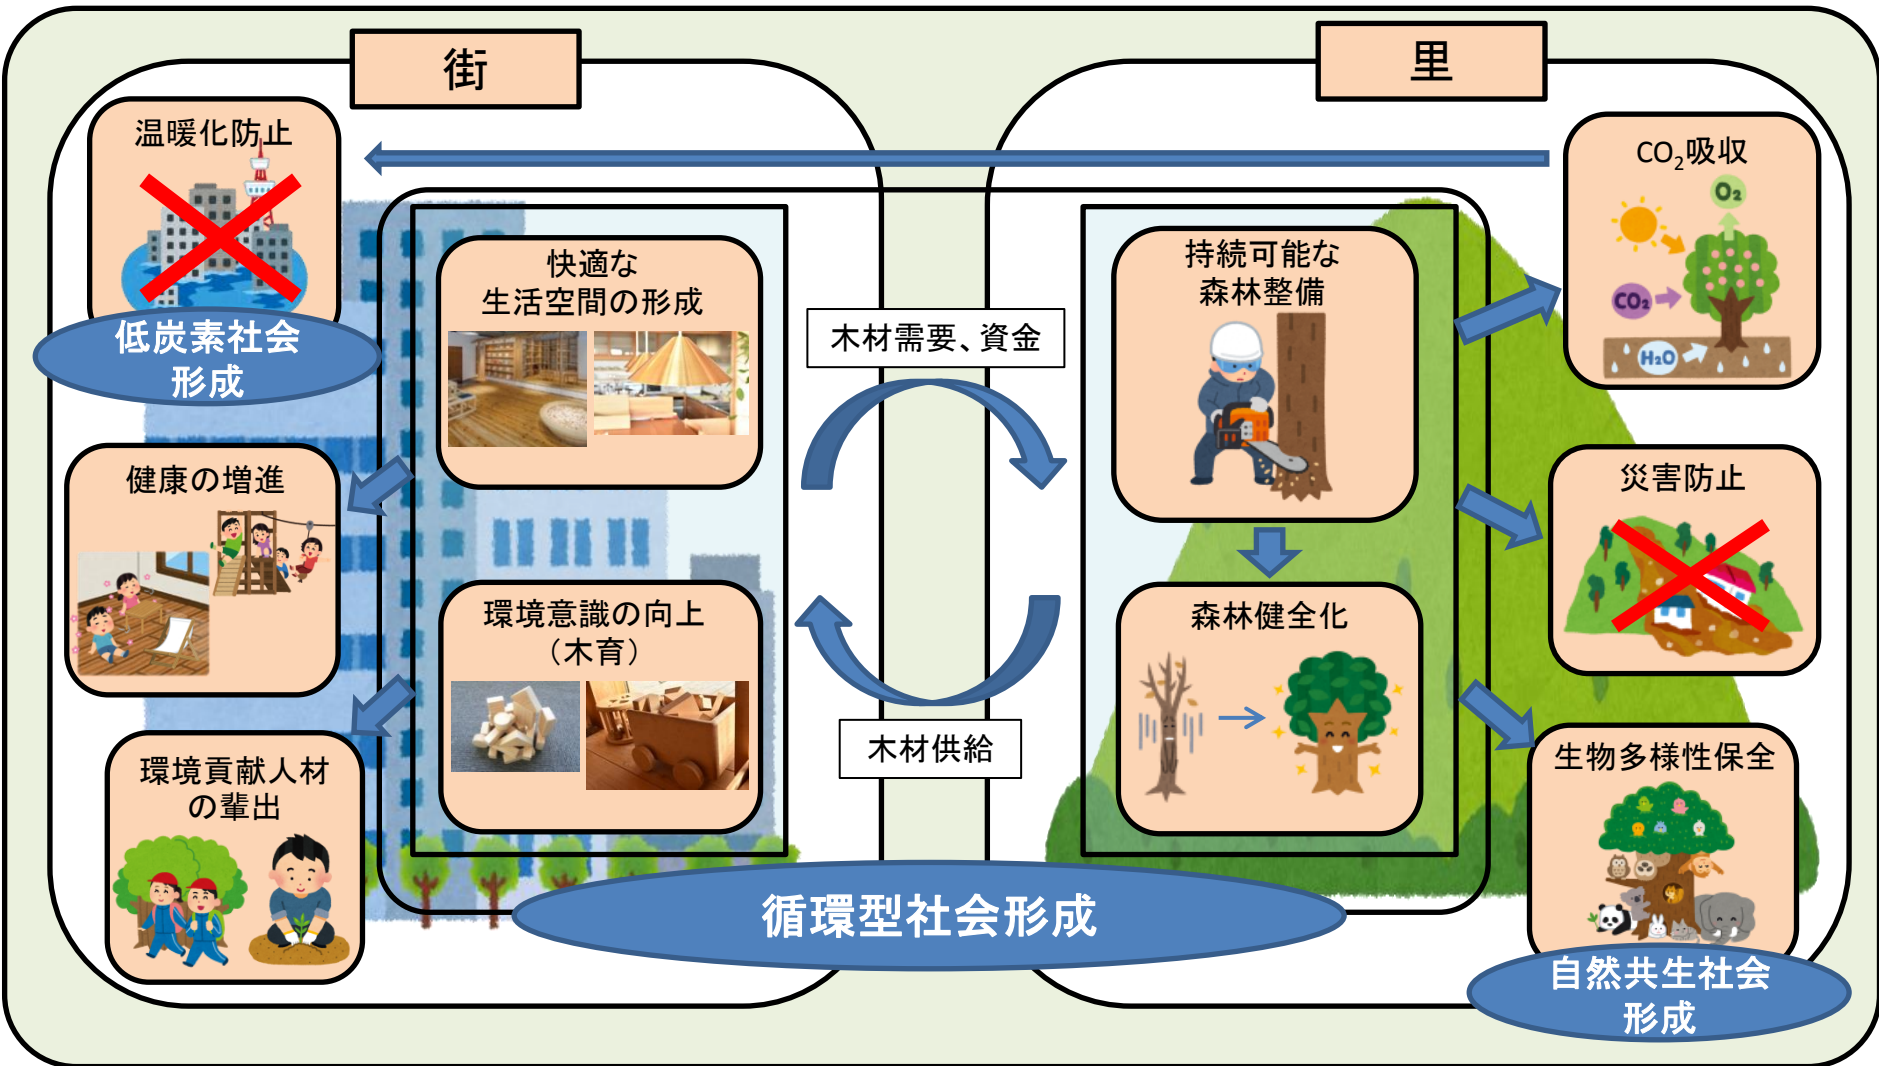 街
里
温暖化防止
低炭素社会
形成
快適な
生活空間の形成
木材需要、資金
持続可能な
森林整備
CO₂吸収
O₂
CO₂
H₂O
健康の増進
災害防止
環境意識の向上
（木育）
森林健全化
木材供給
環境貢献人材
の輩出
生物多様性保全
循環型社会形成
自然共生社会
形成